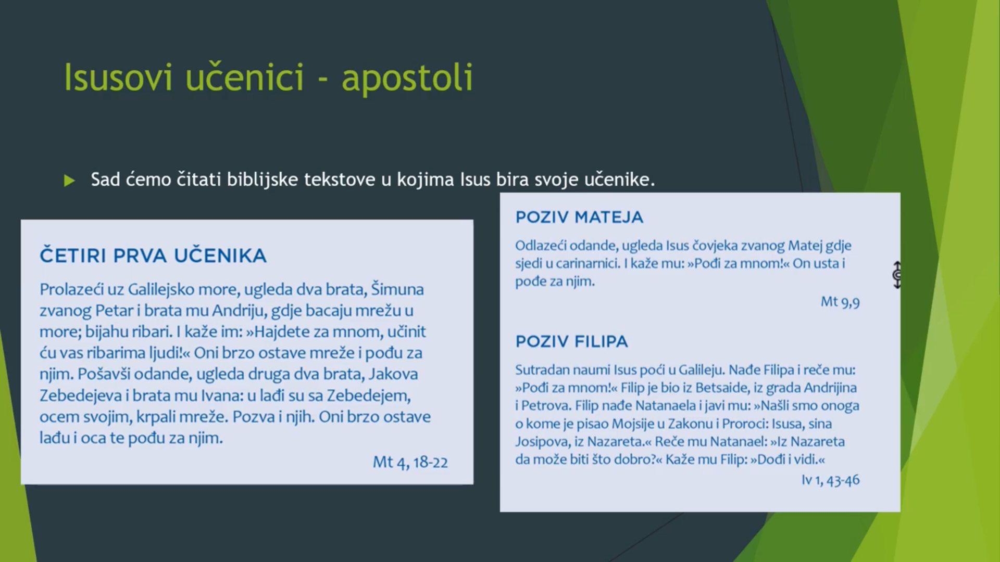 Isusovi učenici - apostoli
Sad ćemo čitati biblijske tekstove u kojima Isus bira svoje učenike.
ČETIRI PRVA UČENIKA
Prolazeći uz Galilejsko more, ugleda dva brata, Šimuna
zvanog Petar i brata mu Andriju, gdje bacaju mrežu u
more; bijahu ribari. I kaže im: »Hajdete za mnom, učinit
ću vas ribarima ljudi!« Oni brzo ostave mreže i pođu za
njim. Pošavši odande, ugleda druga dva brata, Jakova
Zebedejeva i brata mu Ivana: u lađi su sa Zebedejem,
ocem svojim, krpali mreže. Pozva i njih. Oni brzo ostave
lađu i oca te pođu za njim.
Mt 4, 18-22
POZIV MATEJA
Odlazeći odande, ugleda Isus čovjeka zvanog Matej gdje
sjedi u carinarnici. I kaže mu: »Pođi za mnom!« On usta i
pođe za njim.
Mt 9,9
POZIV FILIPA
Sutradan naumi Isus poći u Galileju. Nađe Filipa i reče mu:
»Pođi za mnom!« Filip je bio iz Betsaide, iz grada Andrijina
i Petrova. Filip nađe Natanaela i javi mu: »Našli smo onoga
o kome je pisao Mojsije u Zakonu i Proroci: Isusa, sina
Josipova, iz Nazareta.« Reče mu Natanael: »Iz Nazareta
da može biti što dobro?« Kaže mu Filip: »Dođi i vidi.«
Iv 1, 43-46